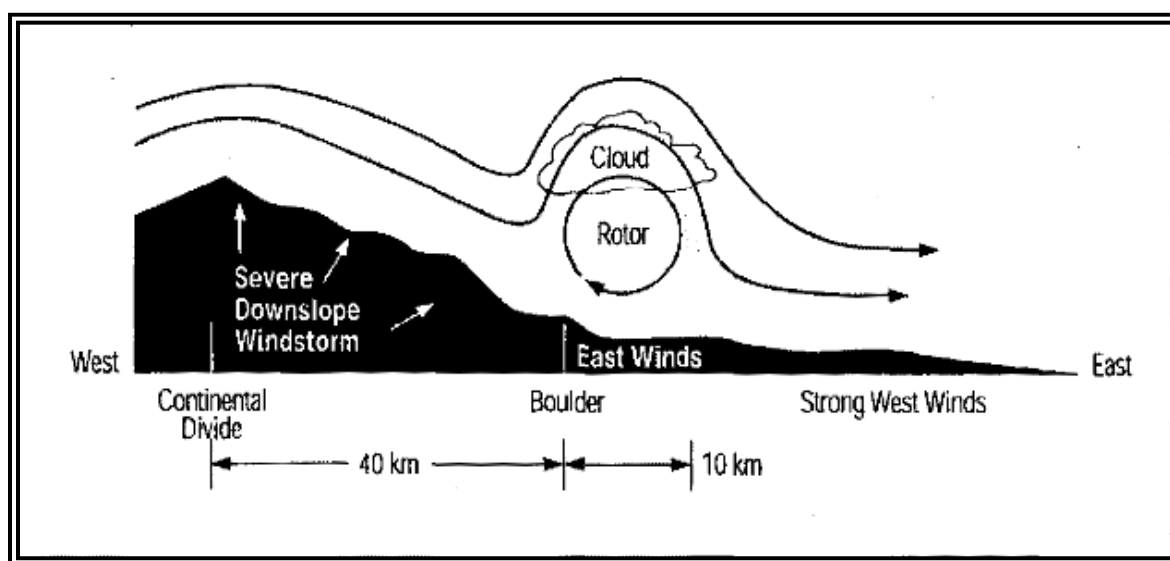 Cloud
Rotor
Severe
Downslope
Windstorm
West
East Winds
East
Continental
Divide
Boulder
Strong West Winds
40 km
10 km